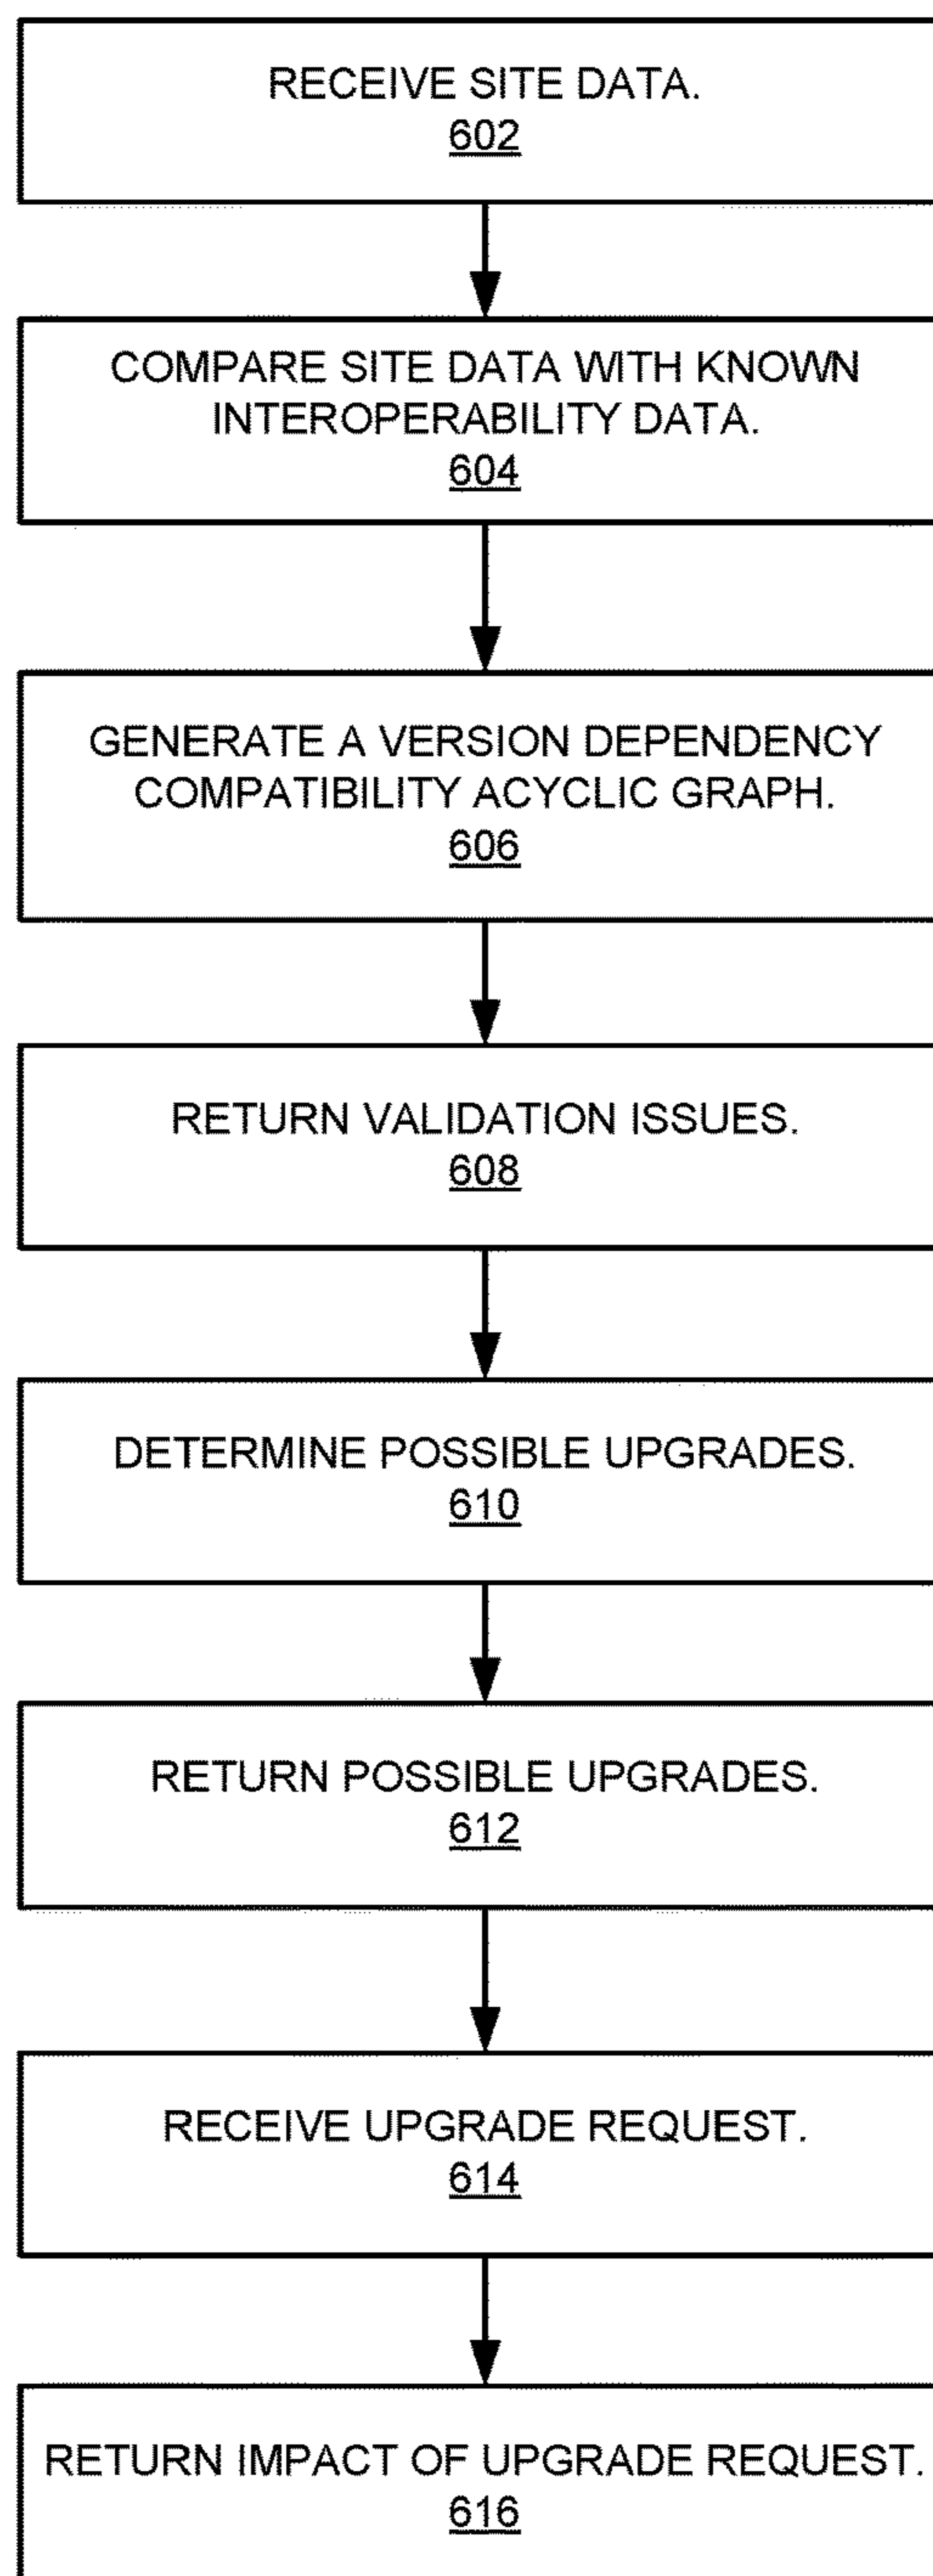 RECEIVE SITE DATA.
602
COMPARE SITE DATA WITH KNOWN
INTEROPERABILITY DATA.
604
GENERATE A VERSION DEPENDENCY
COMPATIBILITY ACYCLIC GRAPH.
606
RETURN VALIDATION ISSUES.
608
DETERMINE POSSIBLE UPGRADES.
610
RETURN POSSIBLE UPGRADES.
612
RECEIVE UPGRADE REQUEST.
614
RETURN IMPACT OF UPGRADE REQUEST.
616